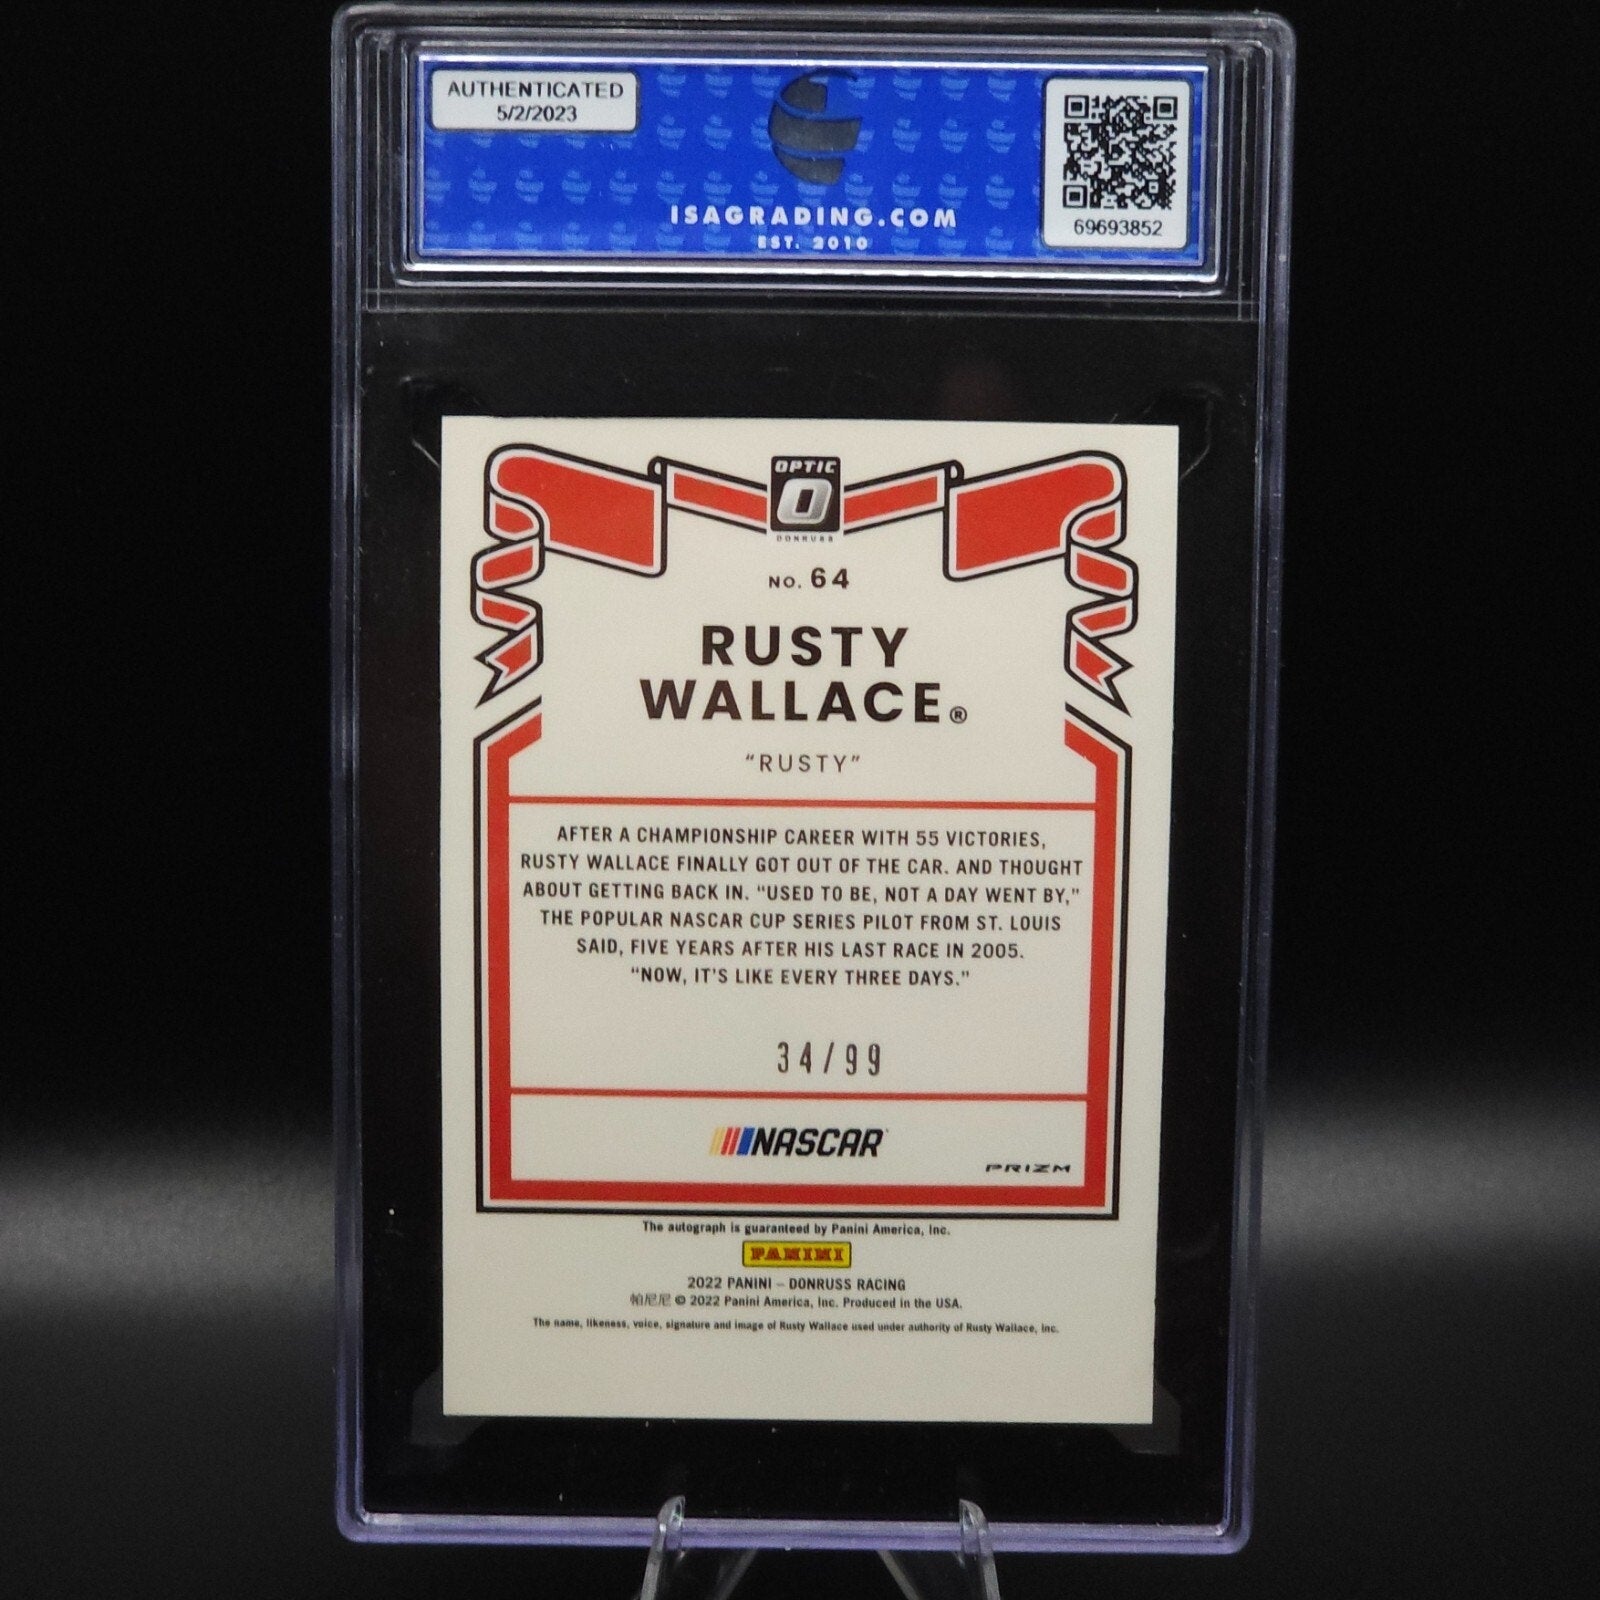 AUTHENTICATED
5/2/2023
ISAGRADING.COM
EST. 2010
69693852
OPTIC
DONRUSS
NO. 64
RUSTY
WALLACE®
"RUSTY"
AFTER A CHAMPIONSHIP CAREER WITH 55 VICTORIES,
RUSTY WALLACE FINALLY GOT OUT OF THE CAR. AND THOUGHT
ABOUT GETTING BACK IN. "USED TO BE, NOT A DAY WENT BY,"
THE POPULAR NASCAR CUP SERIES PILOT FROM ST. LOUIS
SAID, FIVE YEARS AFTER HIS LAST RACE IN 2005.
"NOW, IT'S LIKE EVERY THREE DAYS."
34/99
NASCAR
PRIZM
The autograph is guaranteed by Panini America, Inc.
PANINI
2022 PANINI – DONRUSS RACING
帕尼尼 © 2022 Panini America, Inc. Produced in the USA.
The name, likeness, voice, signature and image of Rusty Wallace used under authority of Rusty Wallace, Inc.